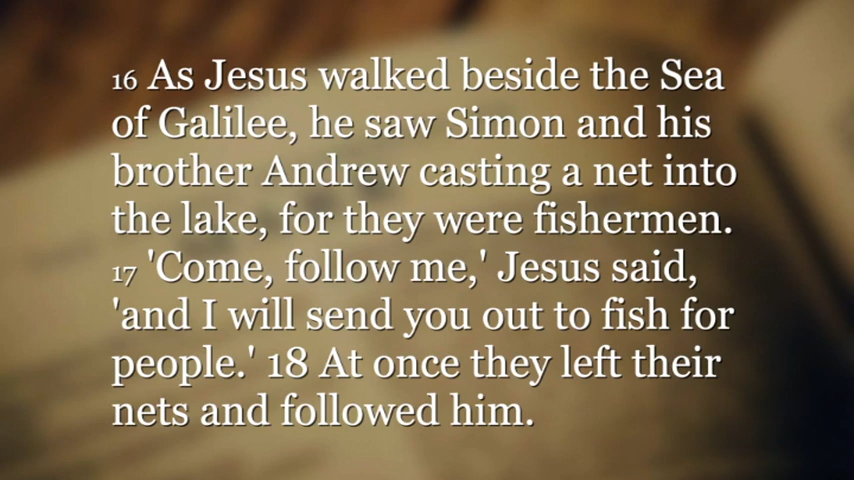 16 As Jesus walked beside the Sea
of Galilee, he saw Simon and his
brother Andrew casting a net into
the lake, for they were fishermen.
17 'Come, follow me,' Jesus said,
'and I will send you out to fish for
people.' 18 At once they left their
nets and followed him.